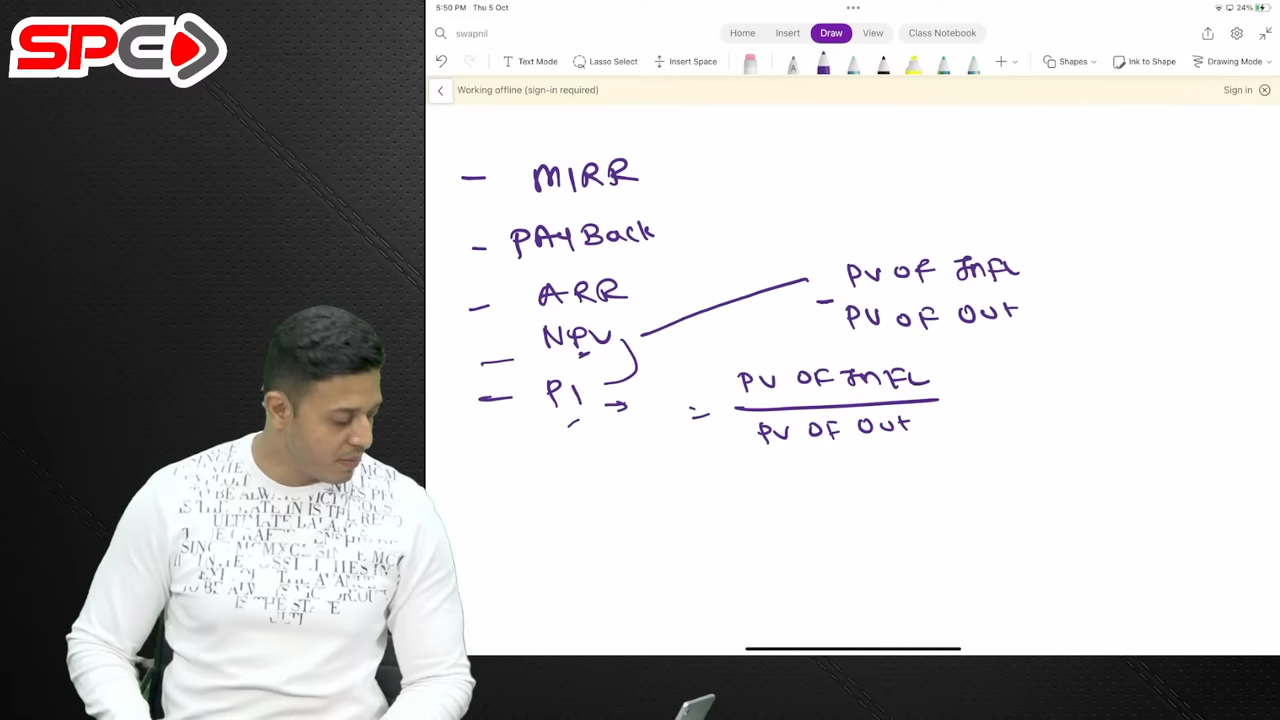 SPE
5:50 PM Thu 5 Oct
24%
swapnil
Home Insert Draw View Class Notebook
Text Mode Lasso Select Insert Space Shapes Ink to Shape Drawing Mode
Working offline (sign-in required) Sign in
- MIRR
- PAYBack
- ARR
- NPV
- PI →
PV OF InFL
- PV OF Out
= PV OF InFL
PV OF Out